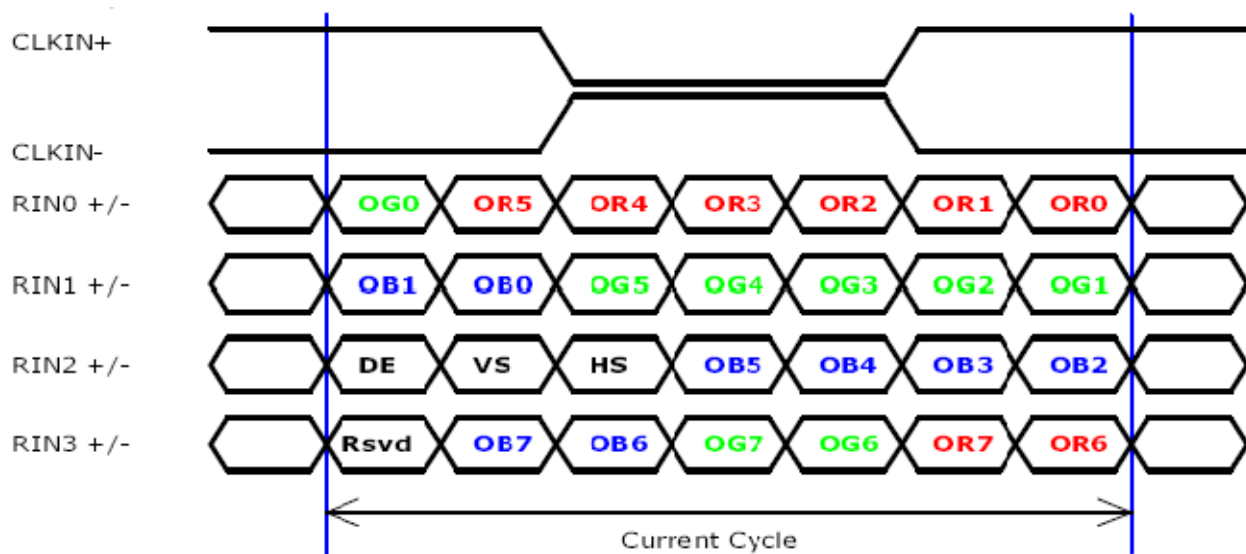 CLKIN+
CLKIN-
RIN0 +/- OG0 OR5 OR4 OR3 OR2 OR1 OR0
RIN1 +/- OB1 OB0 OG5 OG4 OG3 OG2 OG1
RIN2 +/- DE VS HS OB5 OB4 OB3 OB2
RIN3 +/- Rsvd OB7 OB6 OG7 OG6 OR7 OR6
Current Cycle